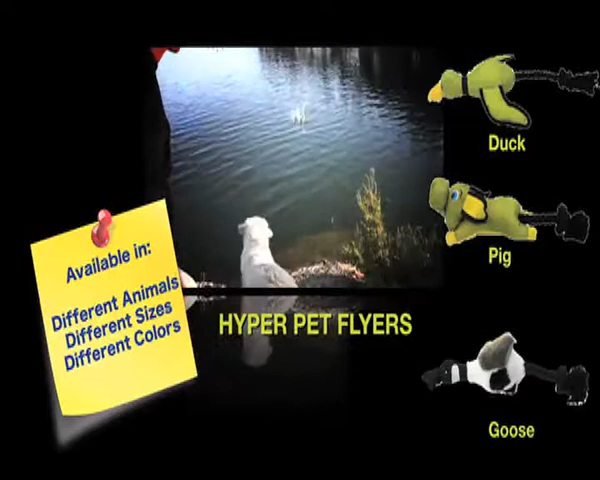 Available in:
Different Animals
Different Sizes
Different Colors
HYPER PET FLYERS
Duck
Pig
Goose